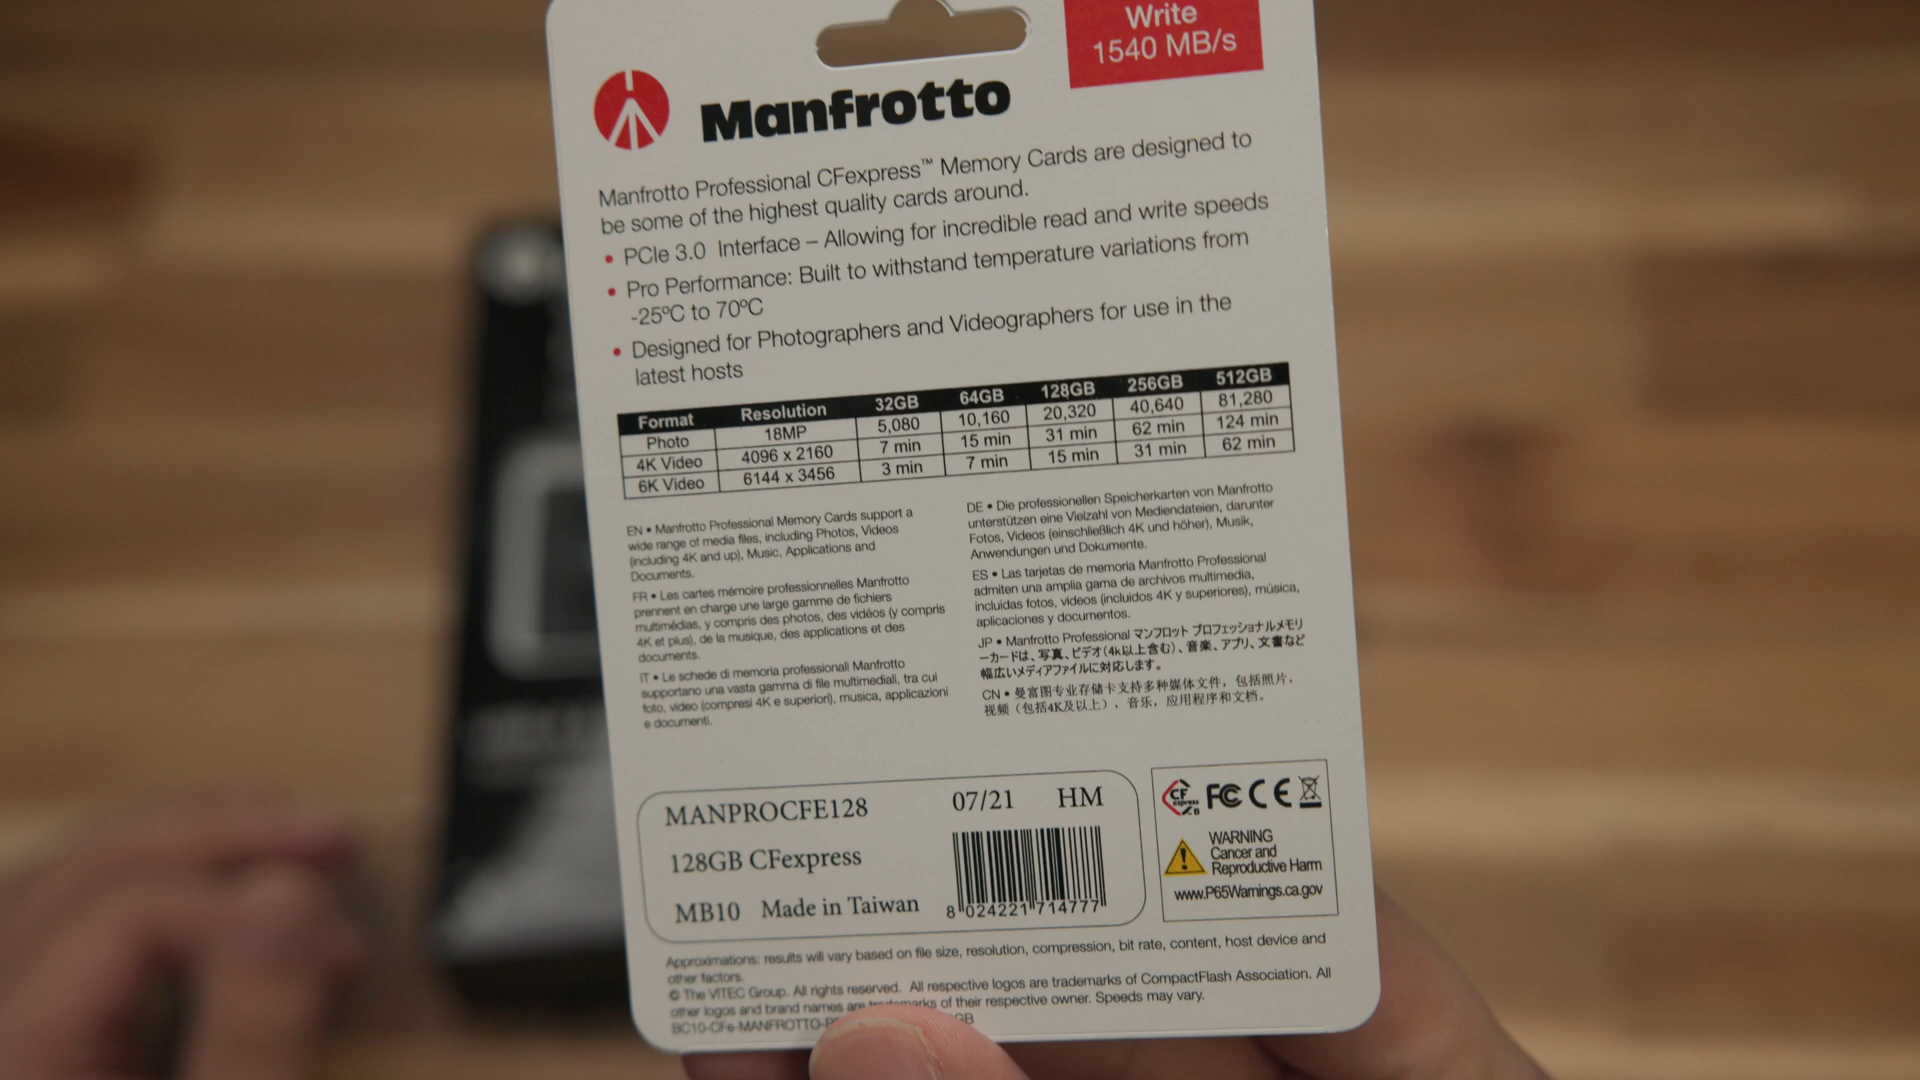 Write
1540 MB/s
Manfrotto
Manfrotto Professional CFexpress™ Memory Cards are designed to
be some of the highest quality cards around.
• PCIe 3.0 Interface – Allowing for incredible read and write speeds
• Pro Performance: Built to withstand temperature variations from
-25ºC to 70ºC
• Designed for Photographers and Videographers for use in the
latest hosts
Format Resolution 32GB 64GB 128GB 256GB 512GB
Photo 18MP 5,080 10,160 20,320 40,640 81,280
4K Video 4096 x 2160 7 min 15 min 31 min 62 min 124 min
6K Video 6144 x 3456 3 min 7 min 15 min 31 min 62 min
EN • Manfrotto Professional Memory Cards support a
wide range of media files, including Photos, Videos
(including 4K and up), Music, Applications and
Documents.
FR • Les cartes mémoire professionnelles Manfrotto
prennent en charge une large gamme de fichiers
multimédias, y compris des photos, des vidéos (y compris
4K et plus), de la musique, des applications et des
documents.
IT • Le schede di memoria professionali Manfrotto
supportano una vasta gamma di file multimediali, tra cui
foto, video (compresi 4K e superiori), musica, applicazioni
e documenti.
DE • Die professionellen Speicherkarten von Manfrotto
unterstützen eine Vielzahl von Mediendateien, darunter
Fotos, Videos (einschließlich 4K und höher), Musik,
Anwendungen und Dokumente.
ES • Las tarjetas de memoria Manfrotto Professional
admiten una amplia gama de archivos multimedia,
incluidas fotos, videos (incluidos 4K y superiores), música,
aplicaciones y documentos.
JP • Manfrotto Professional マンフロット プロフェッショナルメモリ
ーカードは、写真、ビデオ(4k以上含む)、音楽、アプリ、文書など
幅広いメディアファイルに対応します。
CN • 曼富图专业存储卡支持多种媒体文件，包括照片，
视频（包括4K及以上），音乐，应用程序和文档。
MANPROCFE128 07/21 HM
128GB CFexpress
MB10 Made in Taiwan
8 024221 714777
CF express B FC CE
WARNING
Cancer and
Reproductive Harm
www.P65Warnings.ca.gov
Approximations: results will vary based on file size, resolution, compression, bit rate, content, host device and
other factors.
© The VITEC Group. All rights reserved. All respective logos are trademarks of CompactFlash Association. All
other logos and brand names are trademarks of their respective owner. Speeds may vary.
BC10-CFe-MANFROTTO-P
GB